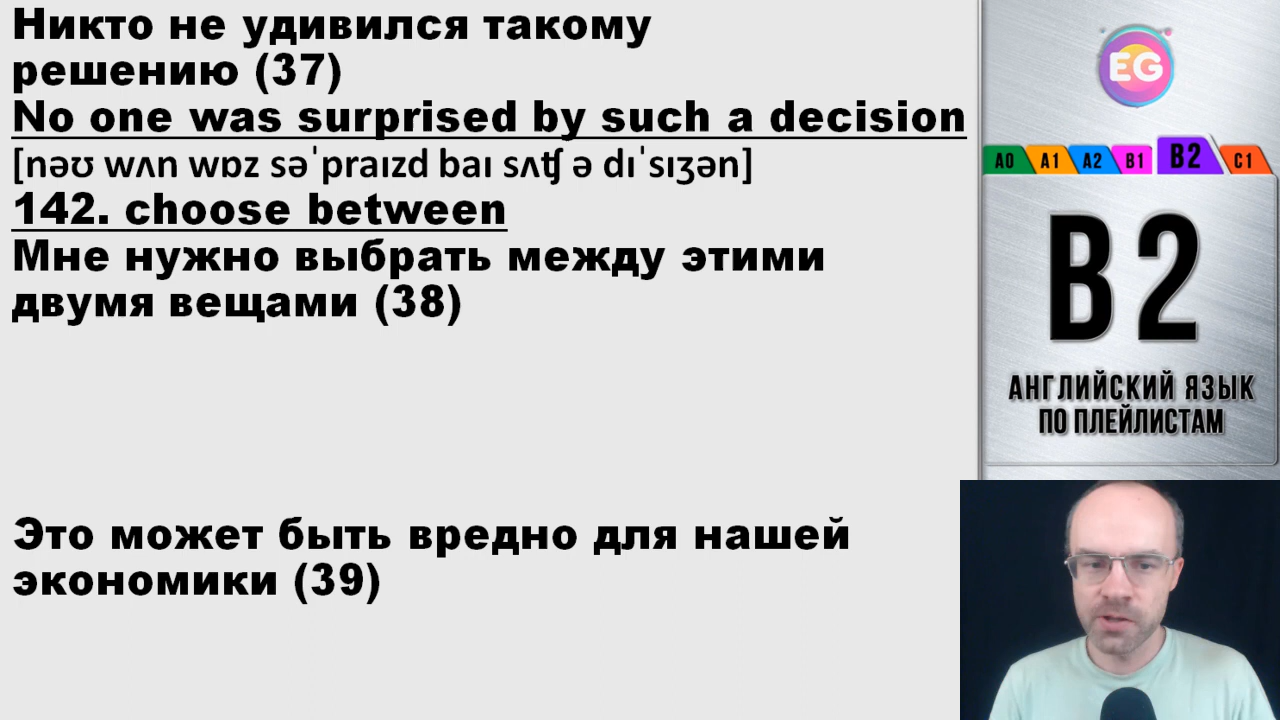 Никто не удивился такому
решению (37)
No one was surprised by such a decision
[nəʊ wʌn wɒz səˈpraɪzd baɪ sʌʧ ə dɪˈsɪʒən]
142. choose between
Мне нужно выбрать между этими
двумя вещами (38)
Это может быть вредно для нашей
экономики (39)
EG
A0 A1 A2 B1 B2 C1
B2
АНГЛИЙСКИЙ ЯЗЫК
ПО ПЛЕЙЛИСТАМ